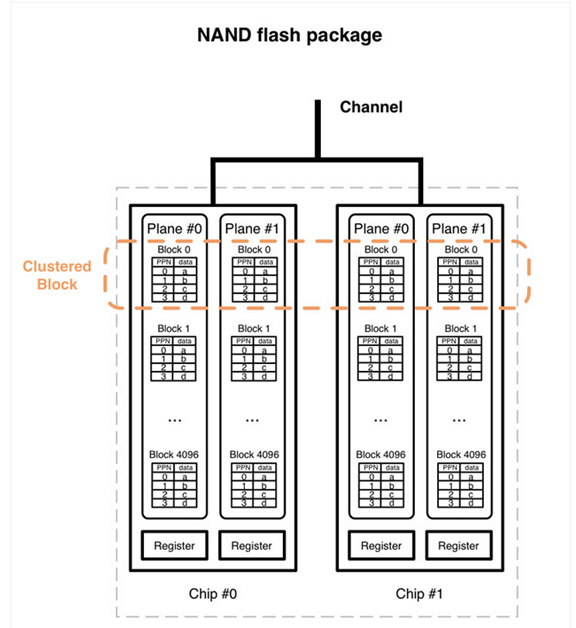 NAND flash package
Channel
Plane #0 Plane #1 Plane #0 Plane #1
Clustered
Block
Block 0 Block 0 Block 0 Block 0
PPN data PPN data PPN data PPN data
0 a 0 a 0 a 0 a
1 b 1 b 1 b 1 b
2 c 2 c 2 c 2 c
3 d 3 d 3 d 3 d
Block 1 Block 1 Block 1 Block 1
PPN data PPN data PPN data PPN data
0 a 0 a 0 a 0 a
1 b 1 b 1 b 1 b
2 c 2 c 2 c 2 c
3 d 3 d 3 d 3 d
... ... ... ...
Block 4096 Block 4096 Block 4096 Block 4096
PPN data PPN data PPN data PPN data
0 a 0 a 0 a 0 a
1 b 1 b 1 b 1 b
2 c 2 c 2 c 2 c
3 d 3 d 3 d 3 d
Register Register Register Register
Chip #0 Chip #1